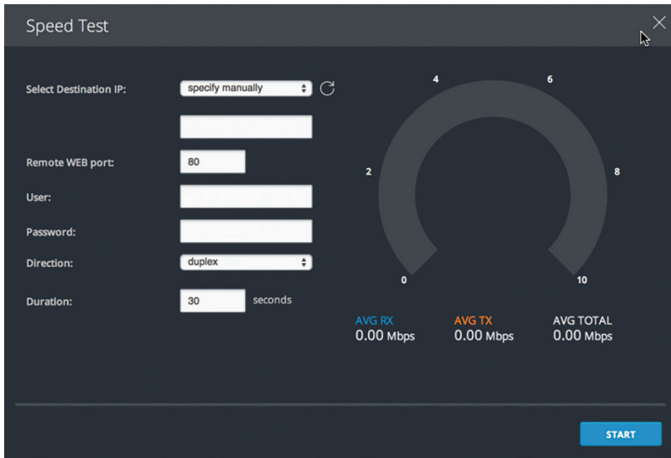 Speed Test
Select Destination IP: specify manually
Remote WEB port: 80
User:
Password:
Direction: duplex
Duration: 30 seconds
4 6
2 8
0 10
AVG RX AVG TX AVG TOTAL
0.00 Mbps 0.00 Mbps 0.00 Mbps
START